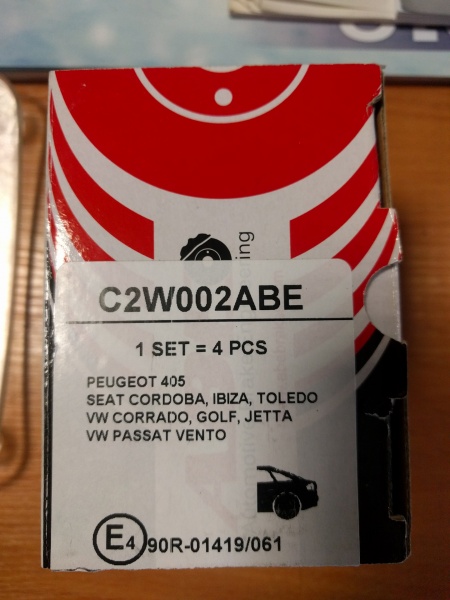 C2W002ABE
1 SET = 4 PCS
PEUGEOT 405
SEAT CORDOBA, IBIZA, TOLEDO
VW CORRADO, GOLF, JETTA
VW PASSAT VENTO
E4 90R-01419/061